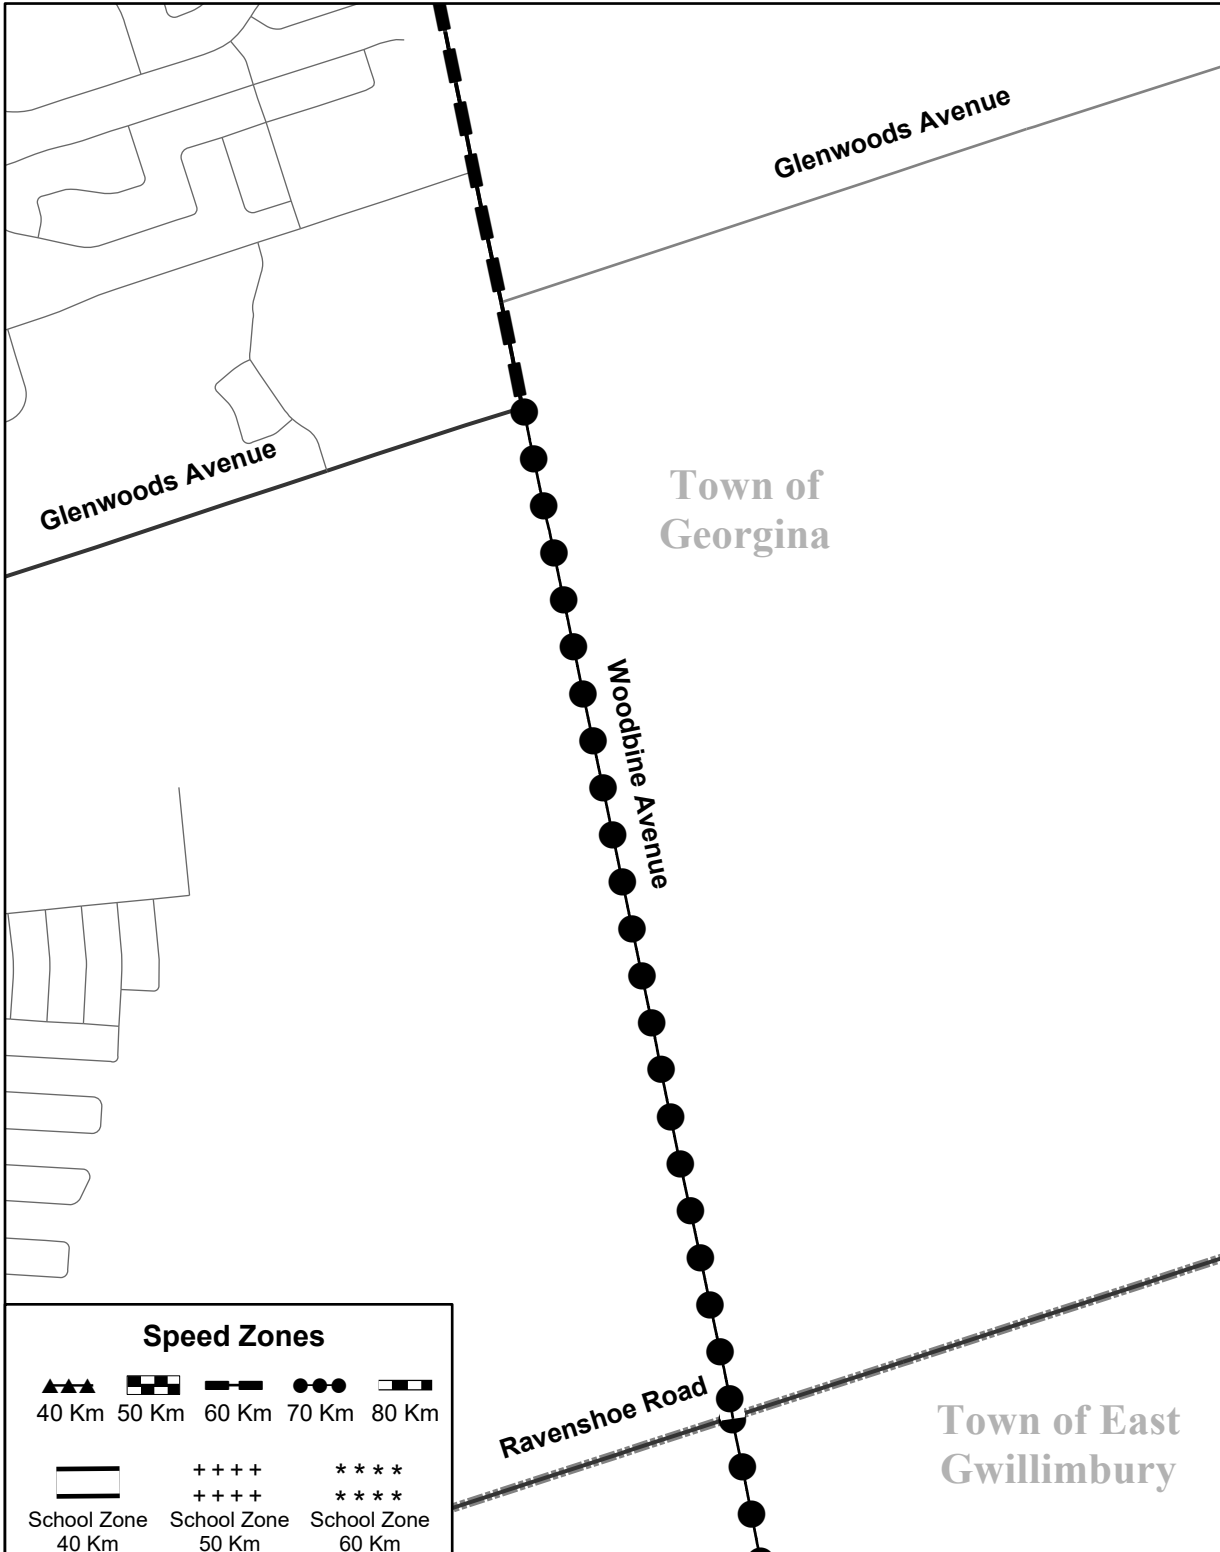 Glenwoods Avenue
Glenwoods Avenue
Town of
Georgina
Woodbine Avenue
Ravenshoe Road
Town of East
Gwillimbury
Speed Zones
40 Km 50 Km 60 Km 70 Km 80 Km
School Zone School Zone School Zone
40 Km 50 Km 60 Km